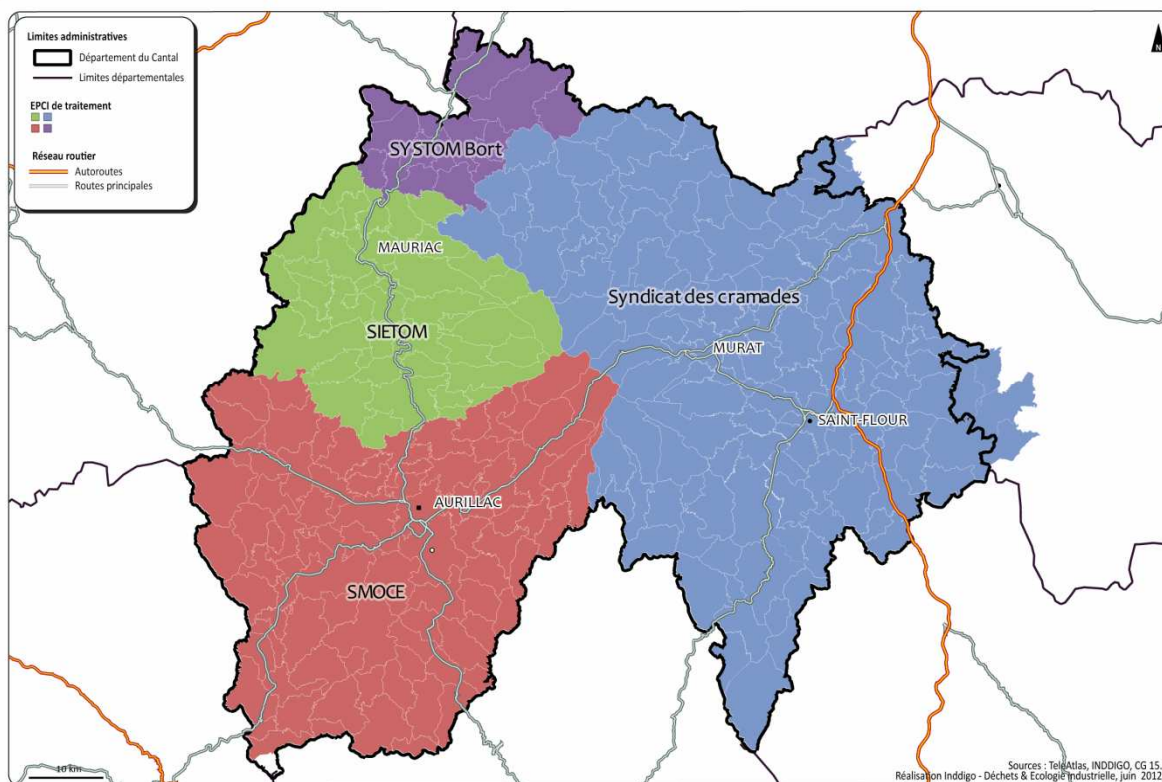 Limites administratives
Département du Cantal
Limites départementales
EPCI de traitement
Réseau routier
Autoroutes
Routes principales
N
SYSTOM Bort
MAURIAC
Syndicat des cramades
SIETOM
MURAT
SAINT-FLOUR
AURILLAC
SMOCE
10 km
Sources : TeleAtlas, INDDIGO, CG 15.
Réalisation Inddigo - Déchets & Ecologie Industrielle, juin 2012